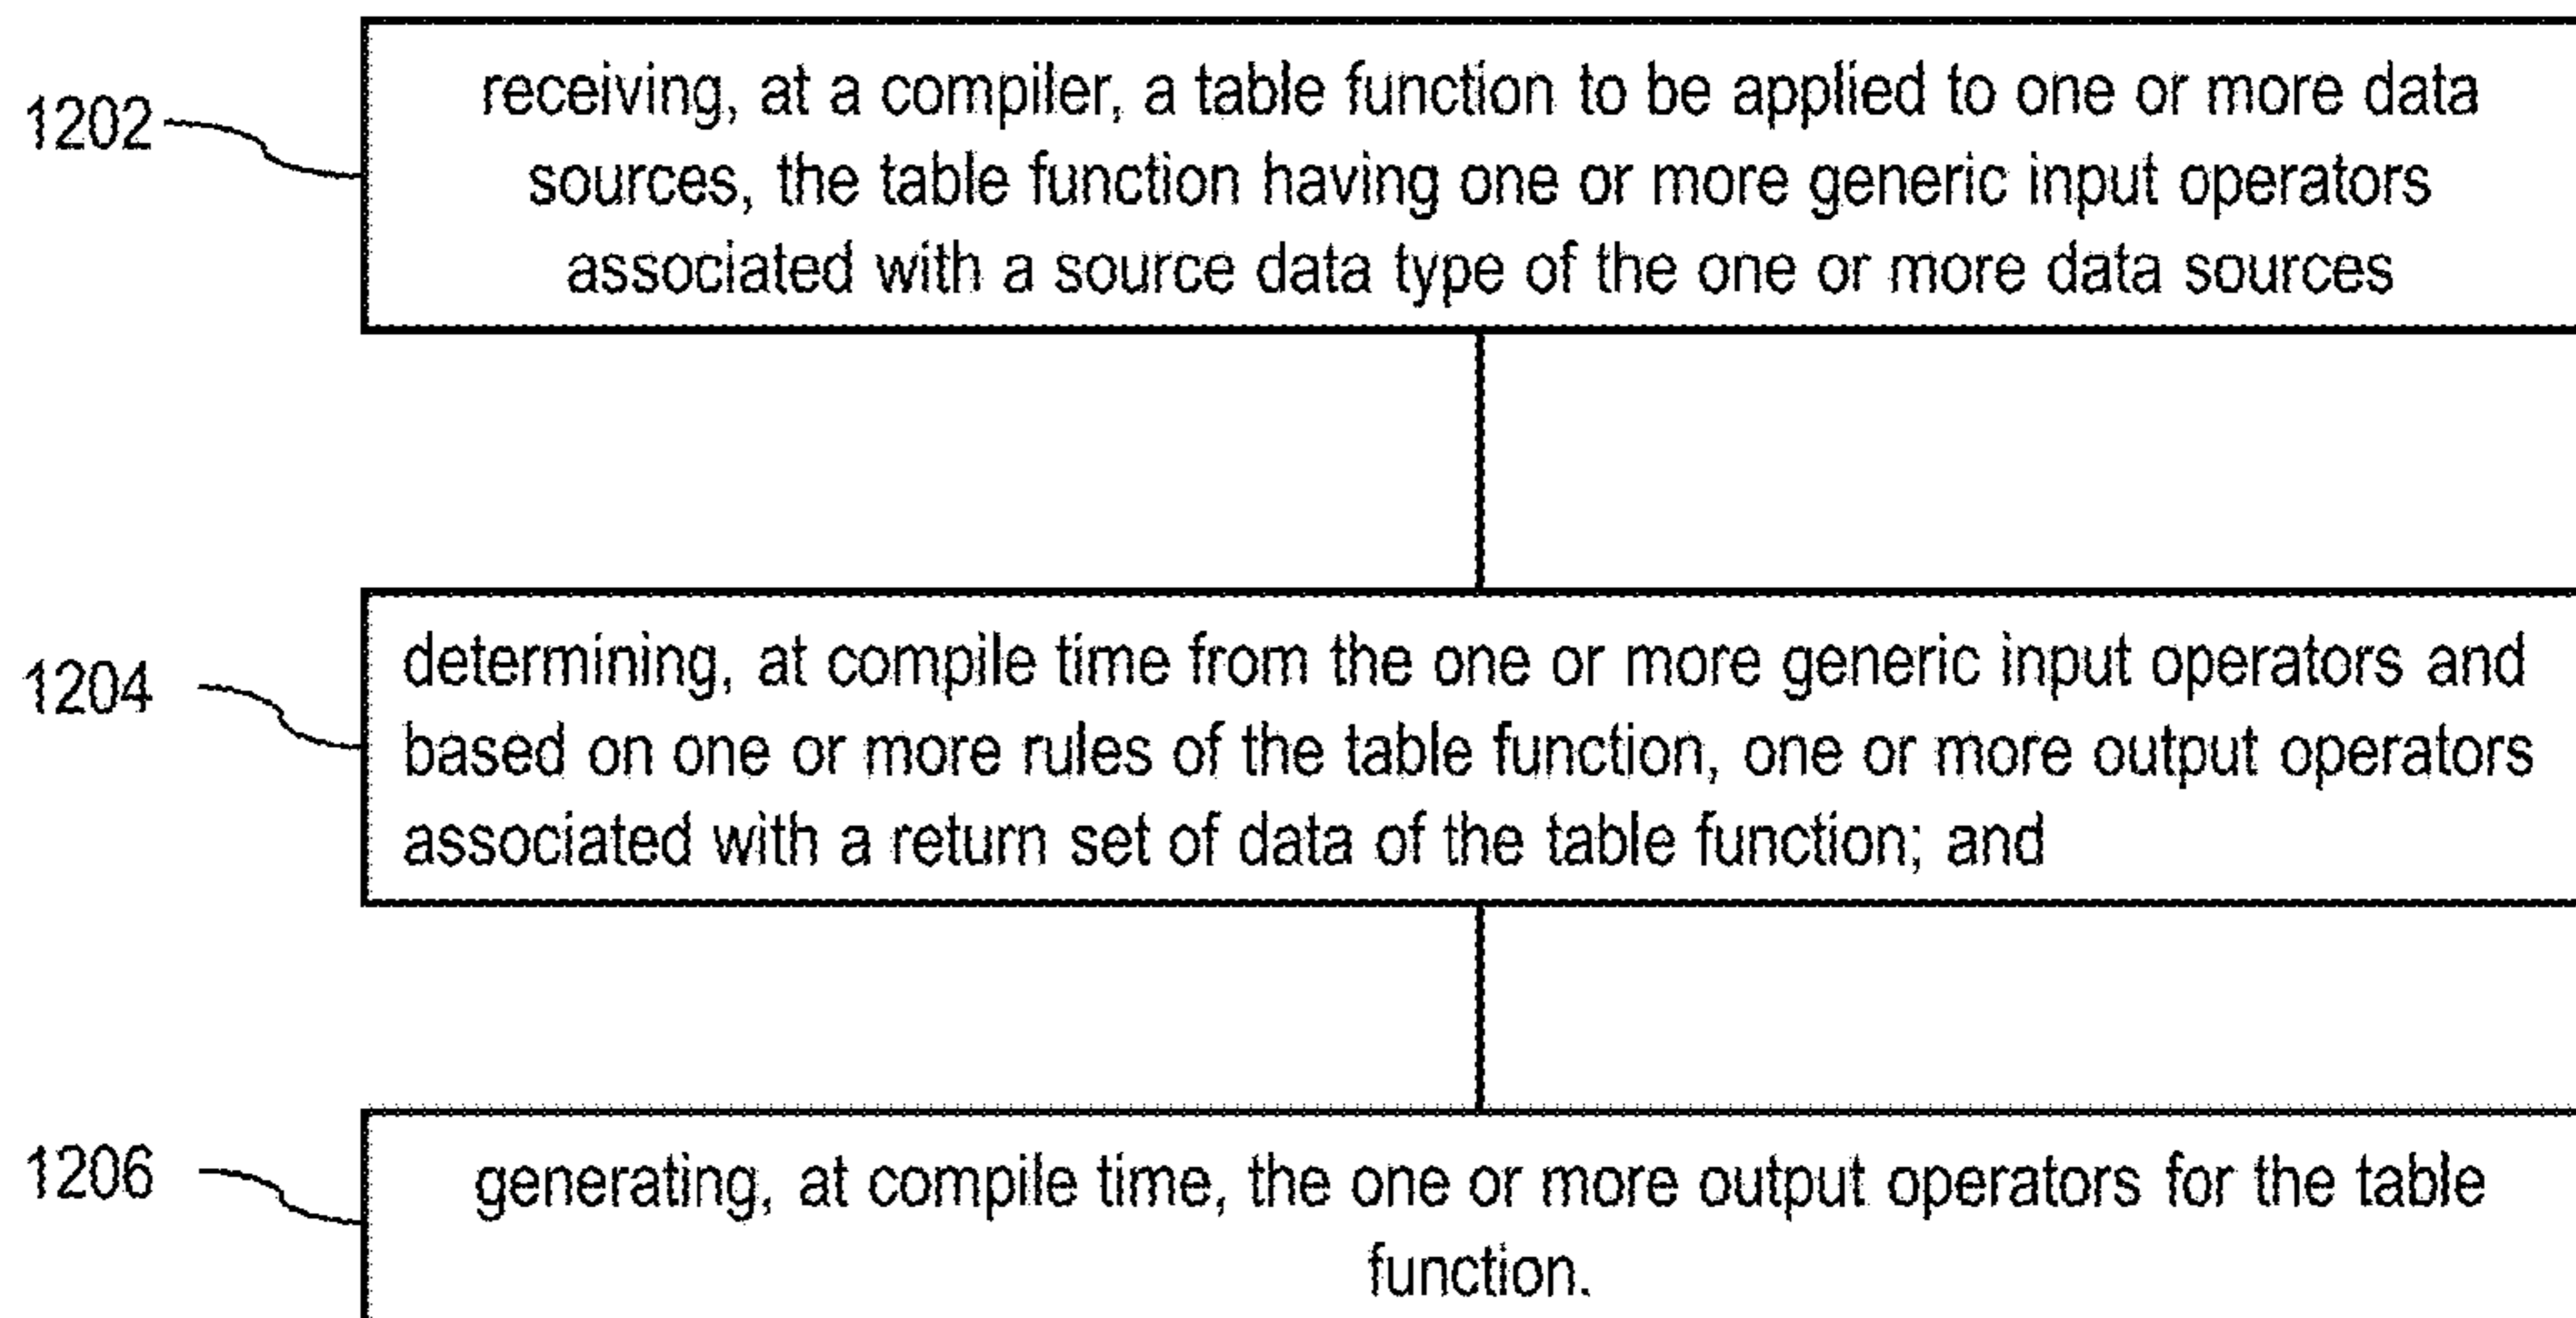 1202
receiving, at a compiler, a table function to be applied to one or more data
sources, the table function having one or more generic input operators
associated with a source data type of the one or more data sources
1204
determining, at compile time from the one or more generic input operators and
based on one or more rules of the table function, one or more output operators
associated with a return set of data of the table function; and
1206
generating, at compile time, the one or more output operators for the table
function.